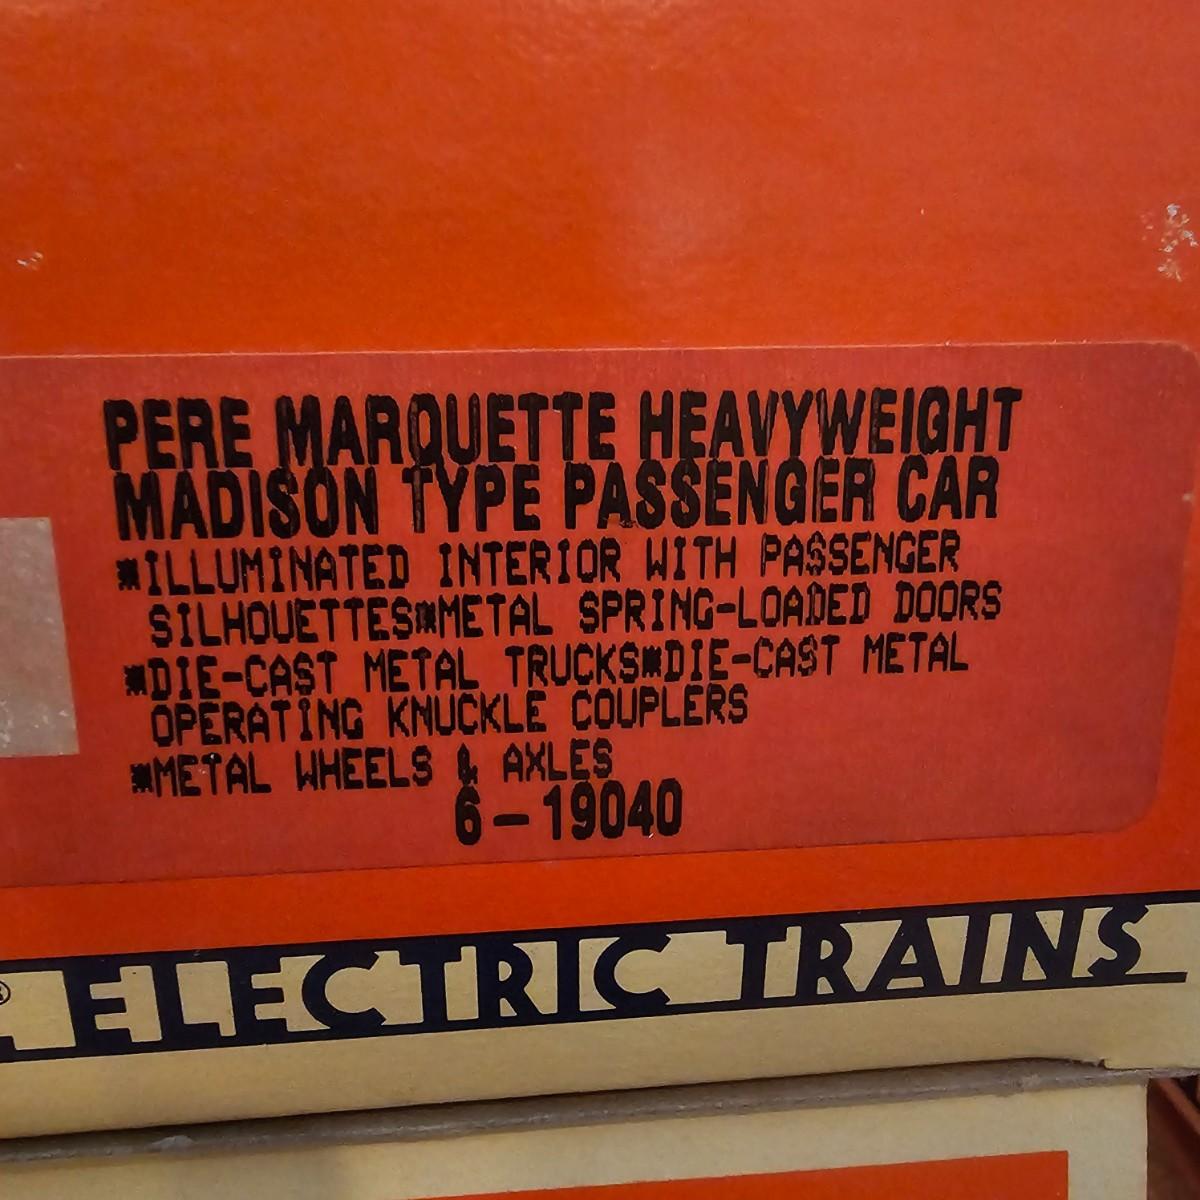 PERE MARQUETTE HEAVYWEIGHT
MADISON TYPE PASSENGER CAR
*ILLUMINATED INTERIOR WITH PASSENGER
SILHOUETTES*METAL SPRING-LOADED DOORS
*DIE-CAST METAL TRUCKS*DIE-CAST METAL
OPERATING KNUCKLE COUPLERS
*METAL WHEELS & AXLES
6-19040
® ELECTRIC TRAINS